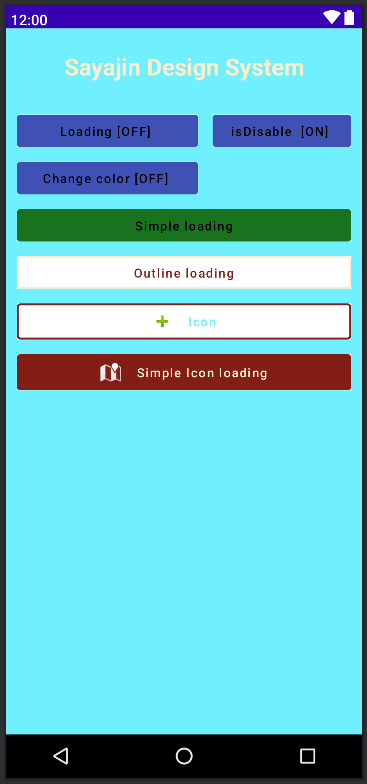 12:00
Sayajin Design System
Loading [OFF]
isDisable [ON]
Change color [OFF]
Simple loading
Outline loading
Icon
Simple Icon loading